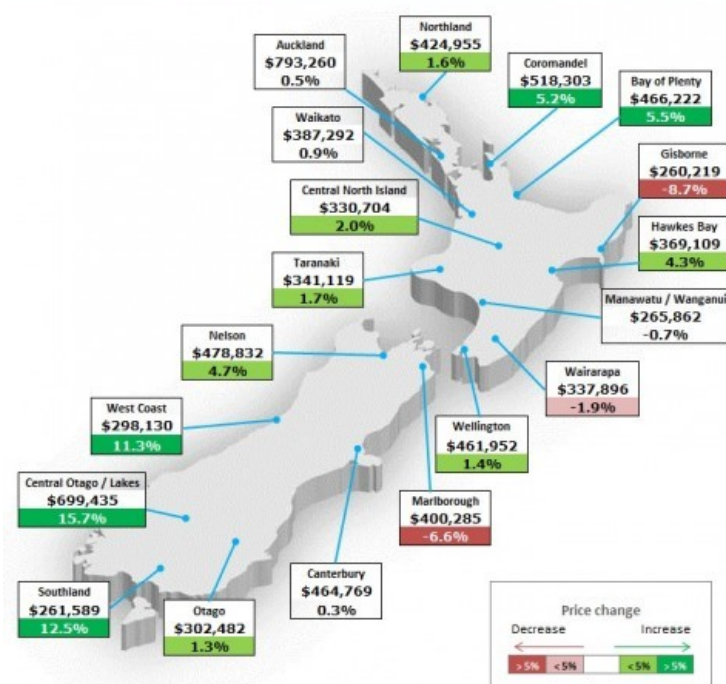 Northland
$424,955
1.6%
Auckland
$793,260
0.5%
Coromandel
$518,303
5.2%
Bay of Plenty
$466,222
5.5%
Waikato
$387,292
0.9%
Gisborne
$260,219
-8.7%
Central North Island
$330,704
2.0%
Hawkes Bay
$369,109
4.3%
Taranaki
$341,119
1.7%
Manawatu / Wanganui
$265,862
-0.7%
Nelson
$478,832
4.7%
Wairarapa
$337,896
-1.9%
West Coast
$298,130
11.3%
Wellington
$461,952
1.4%
Central Otago / Lakes
$699,435
15.7%
Marlborough
$400,285
-6.6%
Canterbury
$464,769
0.3%
Southland
$261,589
12.5%
Otago
$302,482
1.3%
Price change
Decrease Increase
> 5% < 5% < 5% > 5%